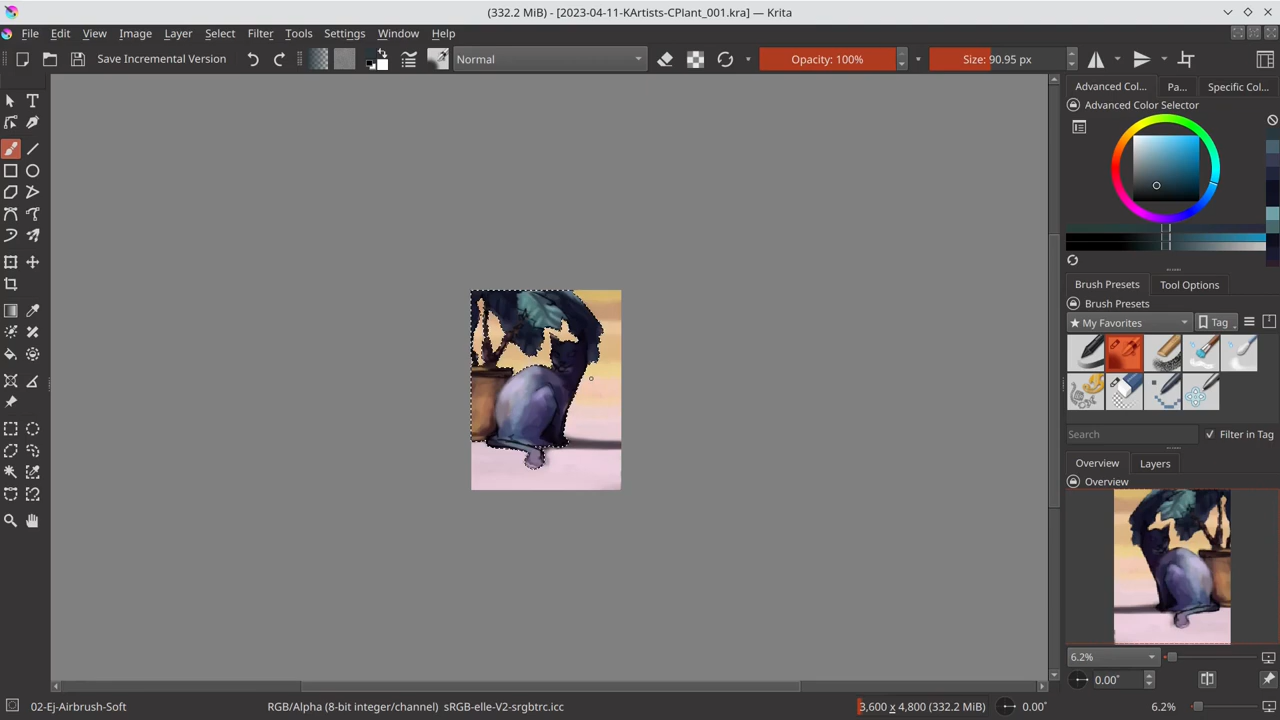 (332.2 MiB) - [2023-04-11-KArtists-CPlant_001.kra] — Krita
File Edit View Image Layer Select Filter Tools Settings Window Help
Save Incremental Version Normal Opacity: 100% Size: 90.95 px
Advanced Col... Pa... Specific Col...
Advanced Color Selector
Brush Presets Tool Options
Brush Presets
★ My Favorites Tag
Search Filter in Tag
Overview Layers
Overview
6.2%
0.00°
02-Ej-Airbrush-Soft RGB/Alpha (8-bit integer/channel) sRGB-elle-V2-srgbtrc.icc 3,600 x 4,800 (332.2 MiB) 0.00° 6.2%